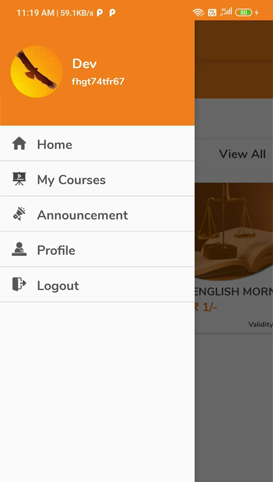 11:19 AM | 59.1KB/s
Dev
fhgt74tfr67
Home
My Courses
Announcement
Profile
Logout
View All
ENGLISH MORN
₹ 1/-
Validity